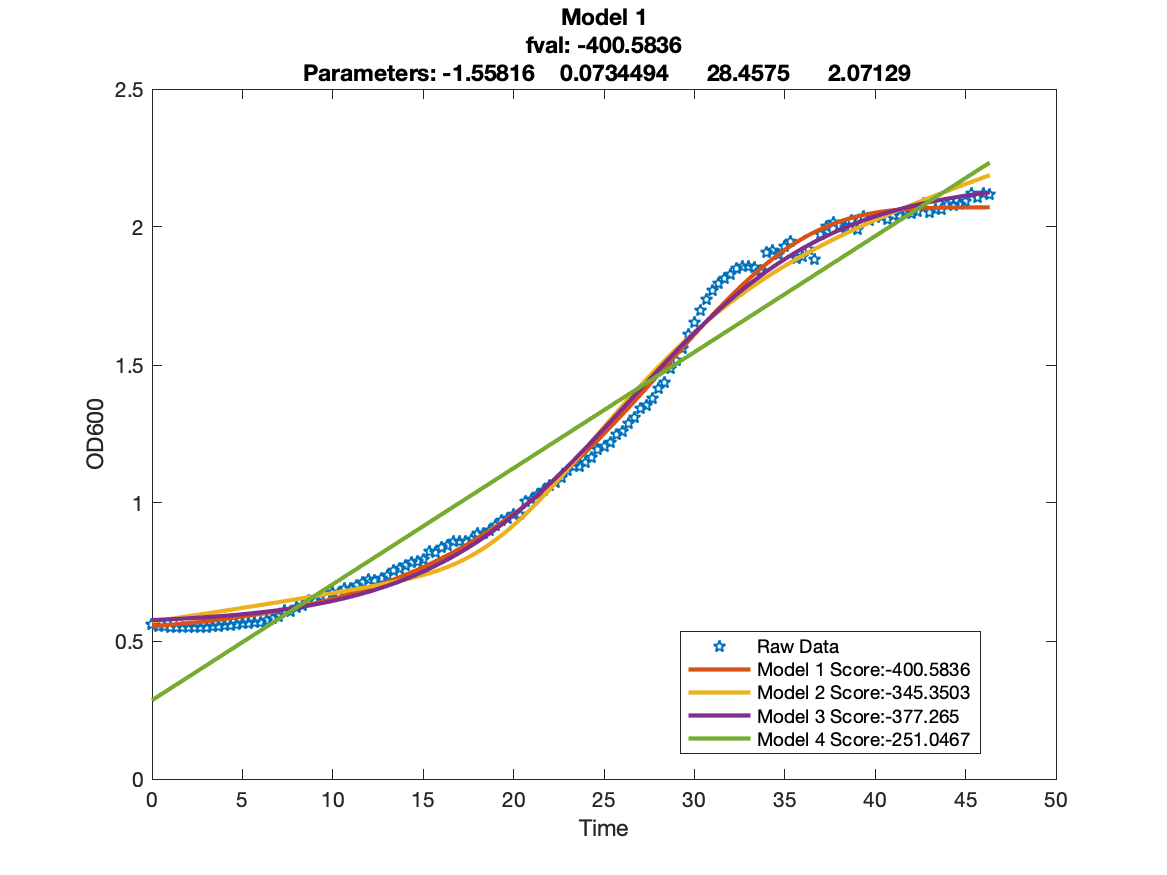 Model 1
fval: -400.5836
Parameters: -1.55816 0.0734494 28.4575 2.07129
2.5
2
1.5
1
0.5
0
OD600
0 5 10 15 20 25 30 35 40 45 50
Time
Raw Data
Model 1 Score:-400.5836
Model 2 Score:-345.3503
Model 3 Score:-377.265
Model 4 Score:-251.0467